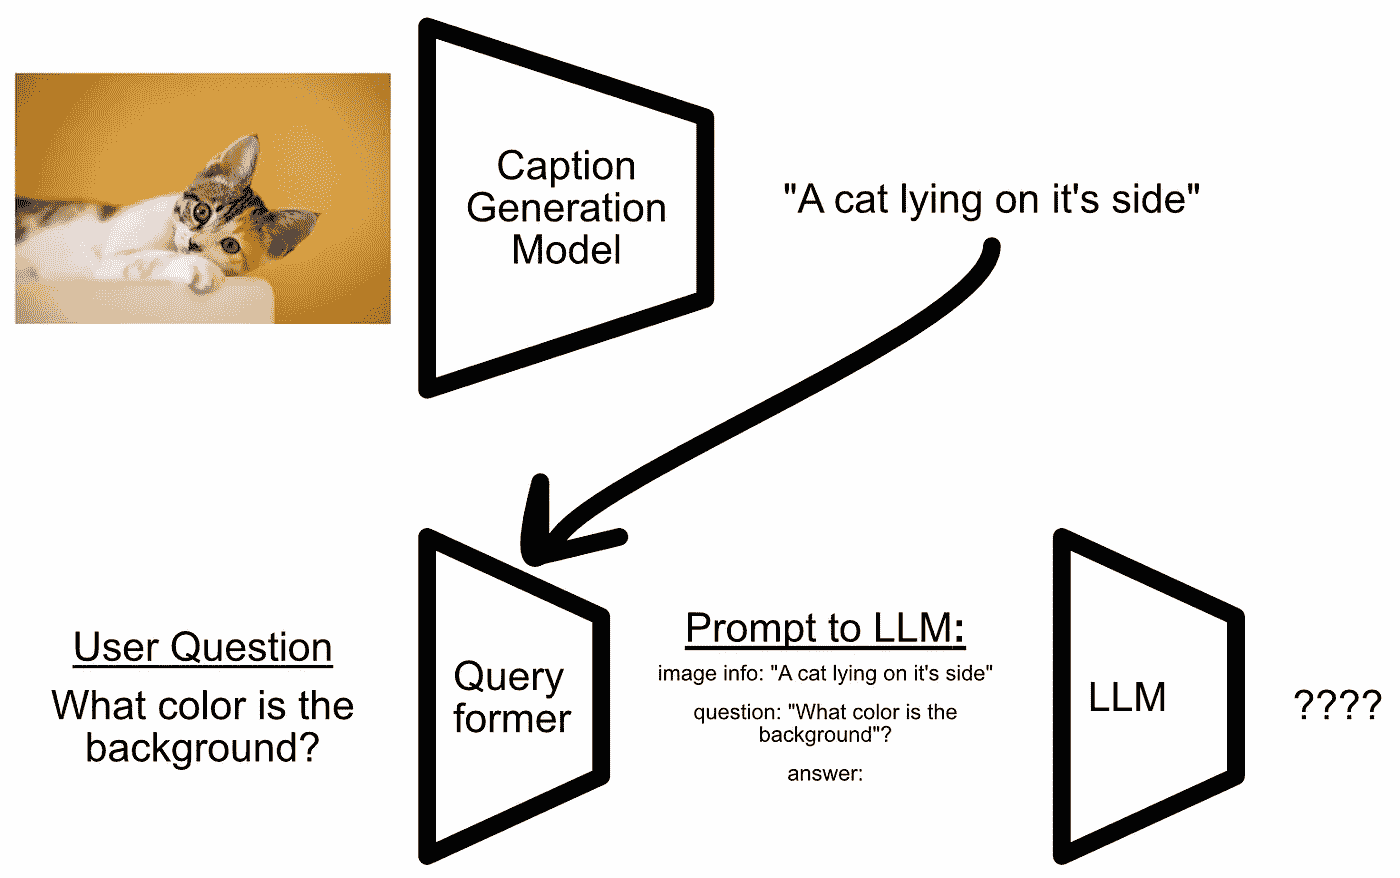 Caption
Generation
Model
"A cat lying on it's side"
User Question
What color is the
background?
Query
former
Prompt to LLM:
image info: "A cat lying on it's side"
question: "What color is the
background"?
answer:
LLM
????